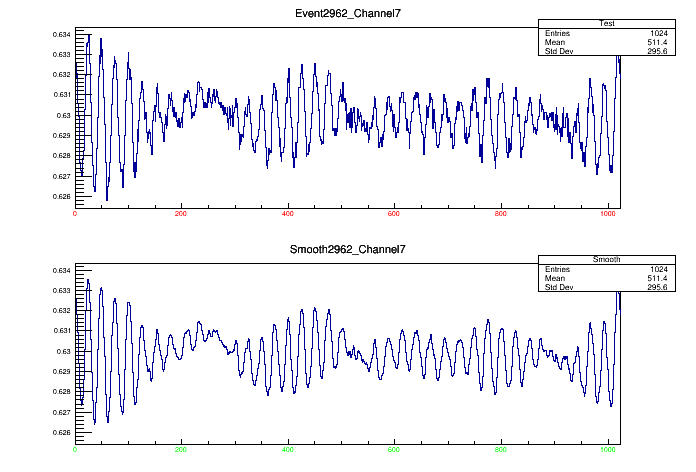 Event2962_Channel7
Test
Entries 1024
Mean 511.4
Std Dev 295.6
0.634
0.633
0.632
0.631
0.63
0.629
0.628
0.627
0.626
0 200 400 600 800 1000
Smooth2962_Channel7
Smooth
Entries 1024
Mean 511.4
Std Dev 295.6
0.634
0.633
0.632
0.631
0.63
0.629
0.628
0.627
0.626
0 200 400 600 800 1000